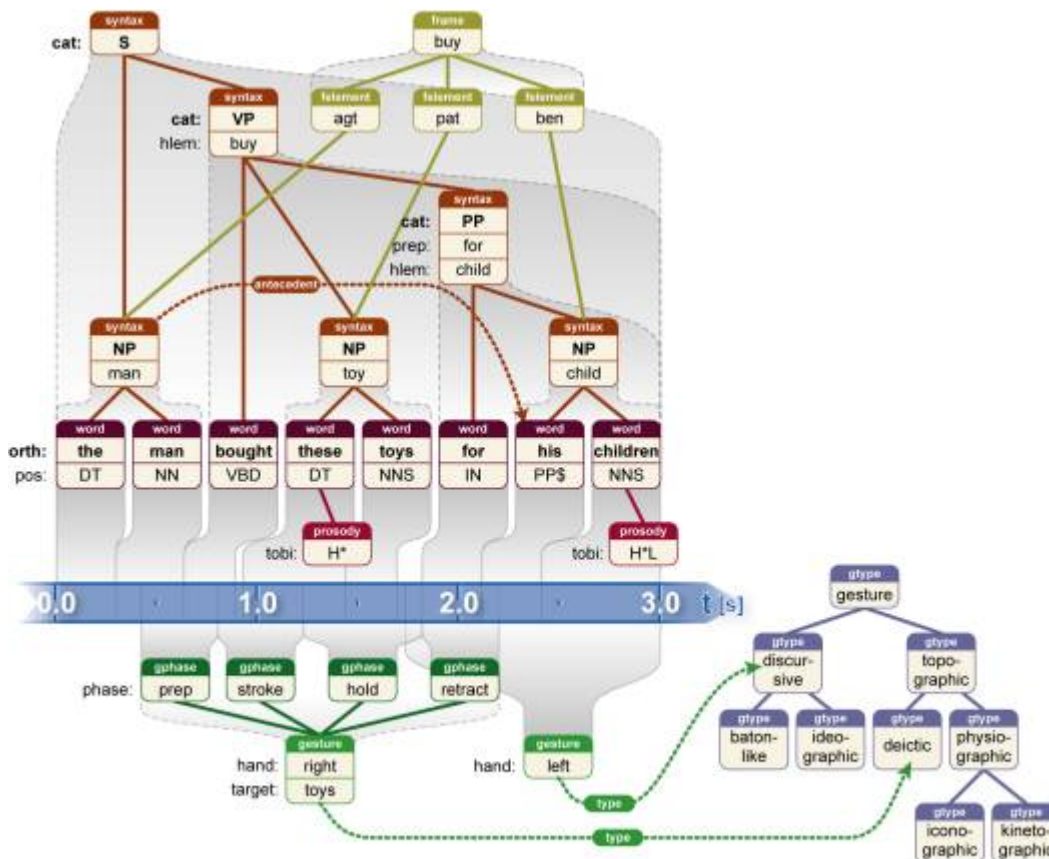 syntax
frame
cat: S
buy
syntax
felement
felement
felement
cat: VP
agt
pat
ben
hlem: buy
syntax
cat: PP
prep: for
hlem: child
antecedent
syntax
syntax
syntax
NP
NP
NP
man
toy
child
word
word
word
word
word
word
word
word
orth: the man bought these toys for his children
pos: DT NN VBD DT NNS IN PP$ NNS
prosody
prosody
tobi: H*
tobi: H*L
0.0 1.0 2.0 3.0 t [s]
gphase
gphase
gphase
gphase
phase: prep stroke hold retract
gesture
hand: right
target: toys
gesture
hand: left
type
type
gtype
gesture
gtype
discur-
sive
gtype
topo-
graphic
gtype
baton-
like
gtype
ideo-
graphic
gtype
deictic
gtype
physio-
graphic
gtype
icono-
graphic
gtype
kineto-
graphic